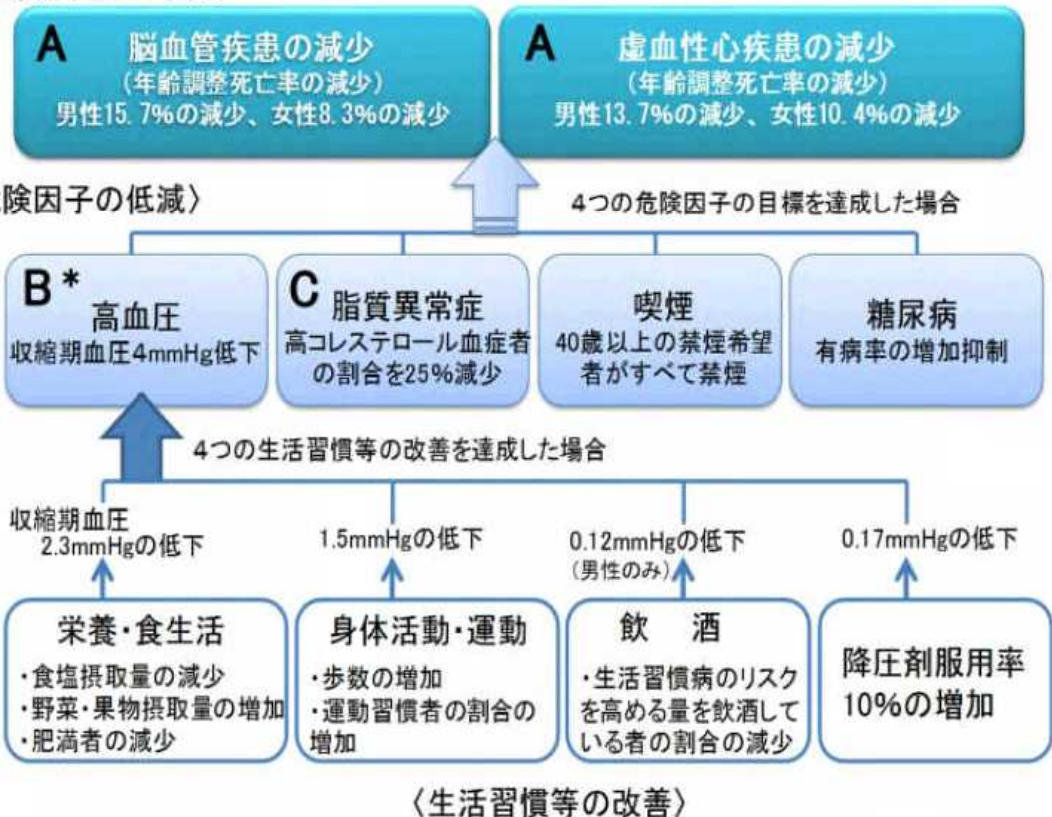 A 脳血管疾患の減少
(年齢調整死亡率の減少)
男性15.7%の減少、女性8.3%の減少
A 虚血性心疾患の減少
(年齢調整死亡率の減少)
男性13.7%の減少、女性10.4%の減少
険因子の低減〉
4つの危険因子の目標を達成した場合
B*
高血圧
収縮期血圧4mmHg低下
C 脂質異常症
高コレステロール血症者
の割合を25%減少
喫煙
40歳以上の禁煙希望
者がすべて禁煙
糖尿病
有病率の増加抑制
4つの生活習慣等の改善を達成した場合
収縮期血圧
2.3mmHgの低下
1.5mmHgの低下
0.12mmHgの低下
(男性のみ)
0.17mmHgの低下
栄養・食生活
・食塩摂取量の減少
・野菜・果物摂取量の増加
・肥満者の減少
身体活動・運動
・歩数の増加
・運動習慣者の割合の
増加
飲 酒
・生活習慣病のリスク
を高める量を飲酒して
いる者の割合の減少
降圧剤服用率
10%の増加
〈生活習慣等の改善〉